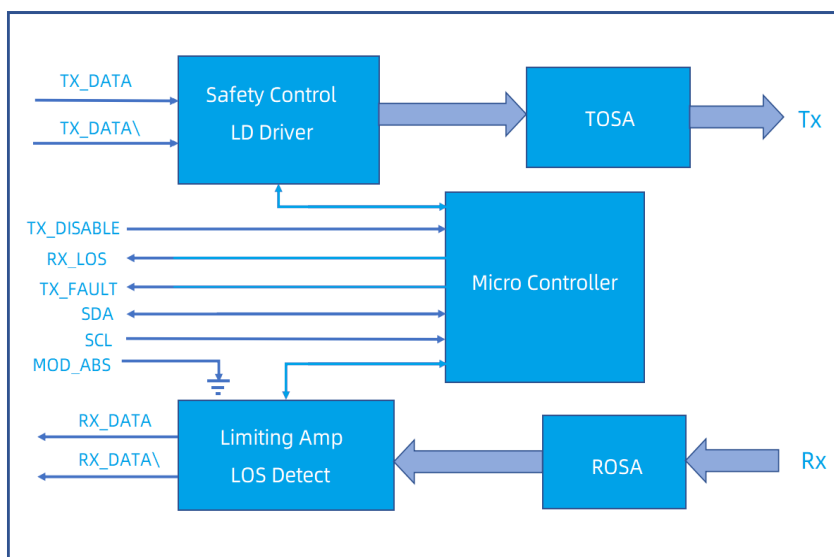 TX_DATA
TX_DATA\
Safety Control
LD Driver
TOSA
Tx
TX_DISABLE
RX_LOS
TX_FAULT
SDA
SCL
MOD_ABS
Micro Controller
RX_DATA
RX_DATA\
Limiting Amp
LOS Detect
ROSA
Rx